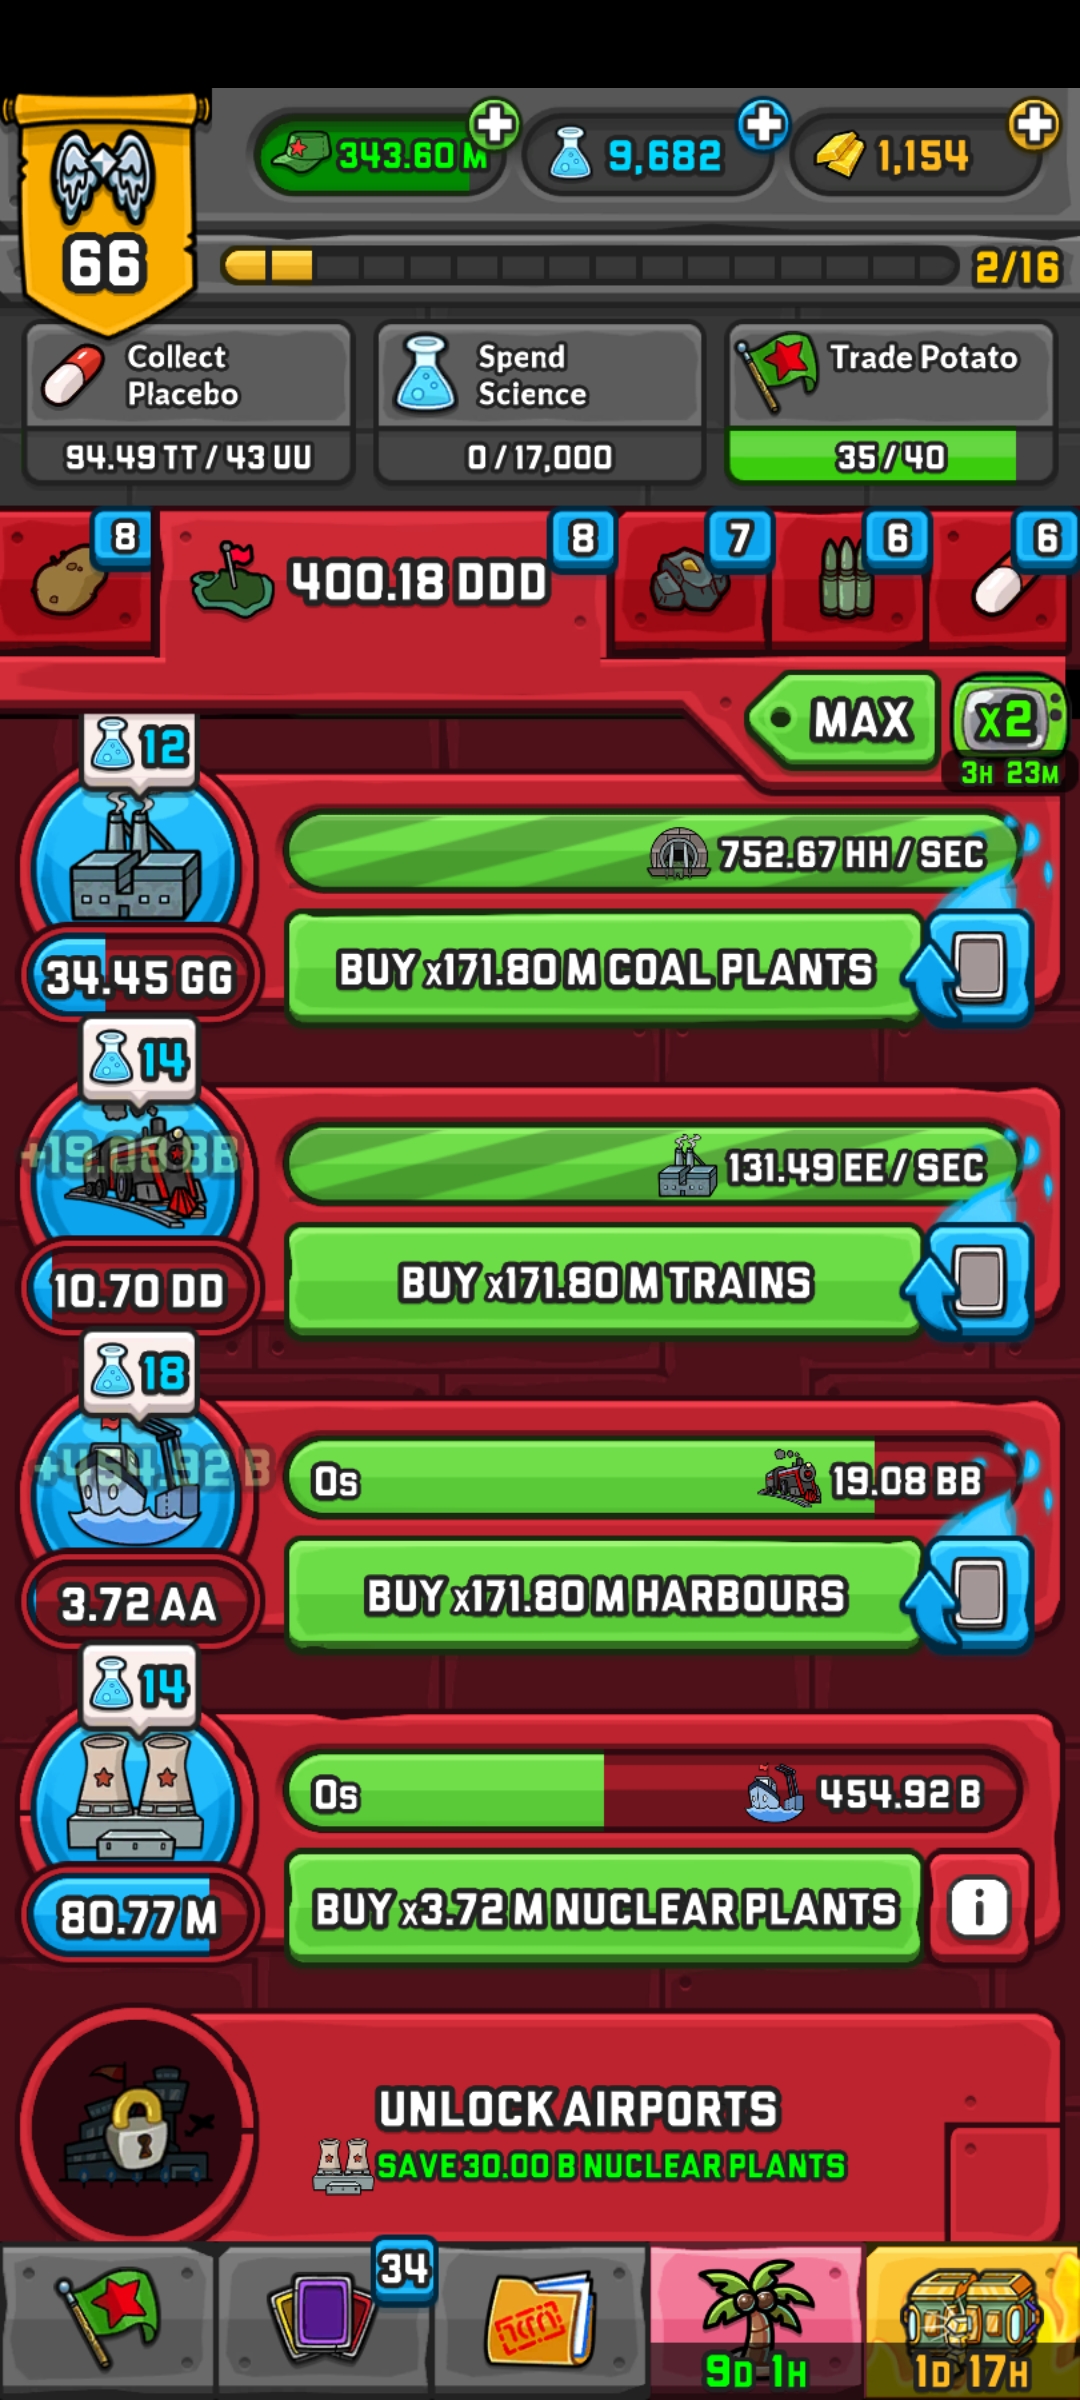 343.60 M
9,682
1,154
66
2/16
Collect
Placebo
Spend
Science
Trade Potato
94.49 TT / 43 UU
0 / 17,000
35 / 40
8
400.18 DDD
8
7
6
6
MAX
x2
3H 23M
12
752.67 HH / SEC
34.45 GG
BUY x171.80 M COAL PLANTS
14
+19.08 BB
131.49 EE / SEC
10.70 DD
BUY x171.80 M TRAINS
18
+454.92 B
0s
19.08 BB
3.72 AA
BUY x171.80 M HARBOURS
14
0s
454.92 B
80.77 M
BUY x3.72 M NUCLEAR PLANTS
i
UNLOCK AIRPORTS
SAVE 30.00 B NUCLEAR PLANTS
34
9D 1H
1D 17H